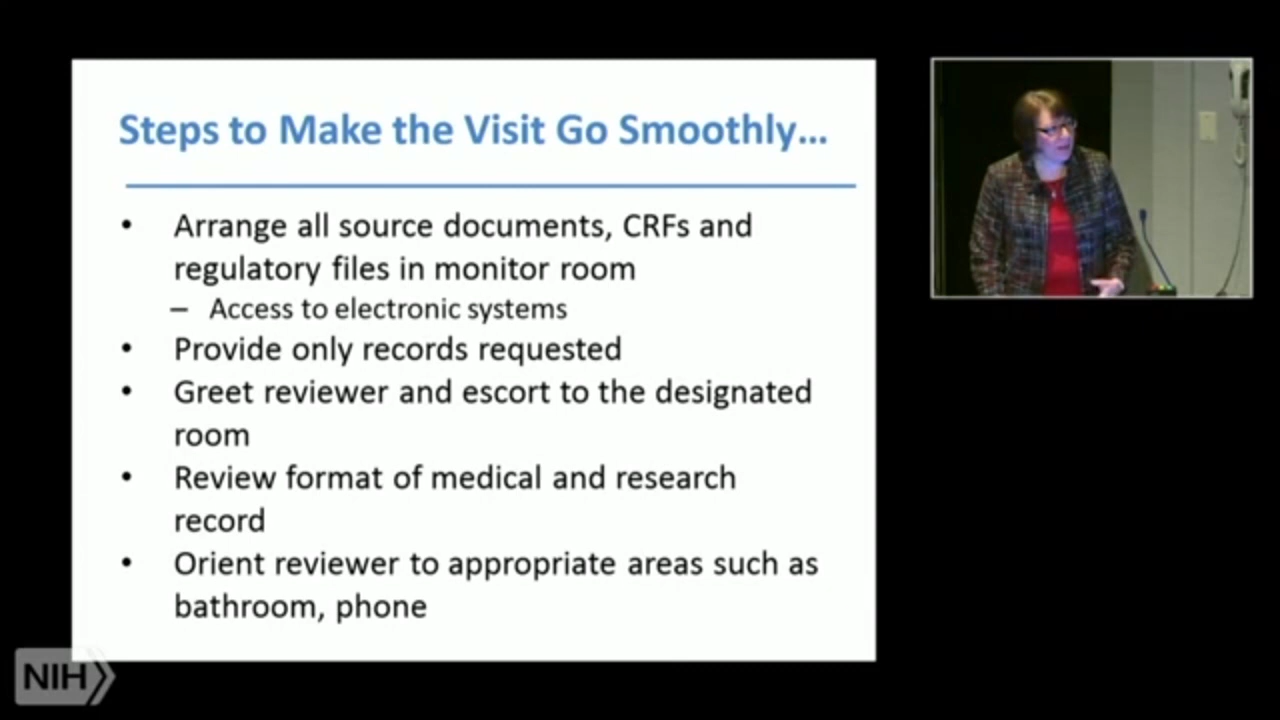 Steps to Make the Visit Go Smoothly...
• Arrange all source documents, CRFs and
regulatory files in monitor room
– Access to electronic systems
• Provide only records requested
• Greet reviewer and escort to the designated
room
• Review format of medical and research
record
• Orient reviewer to appropriate areas such as
bathroom, phone
NIH